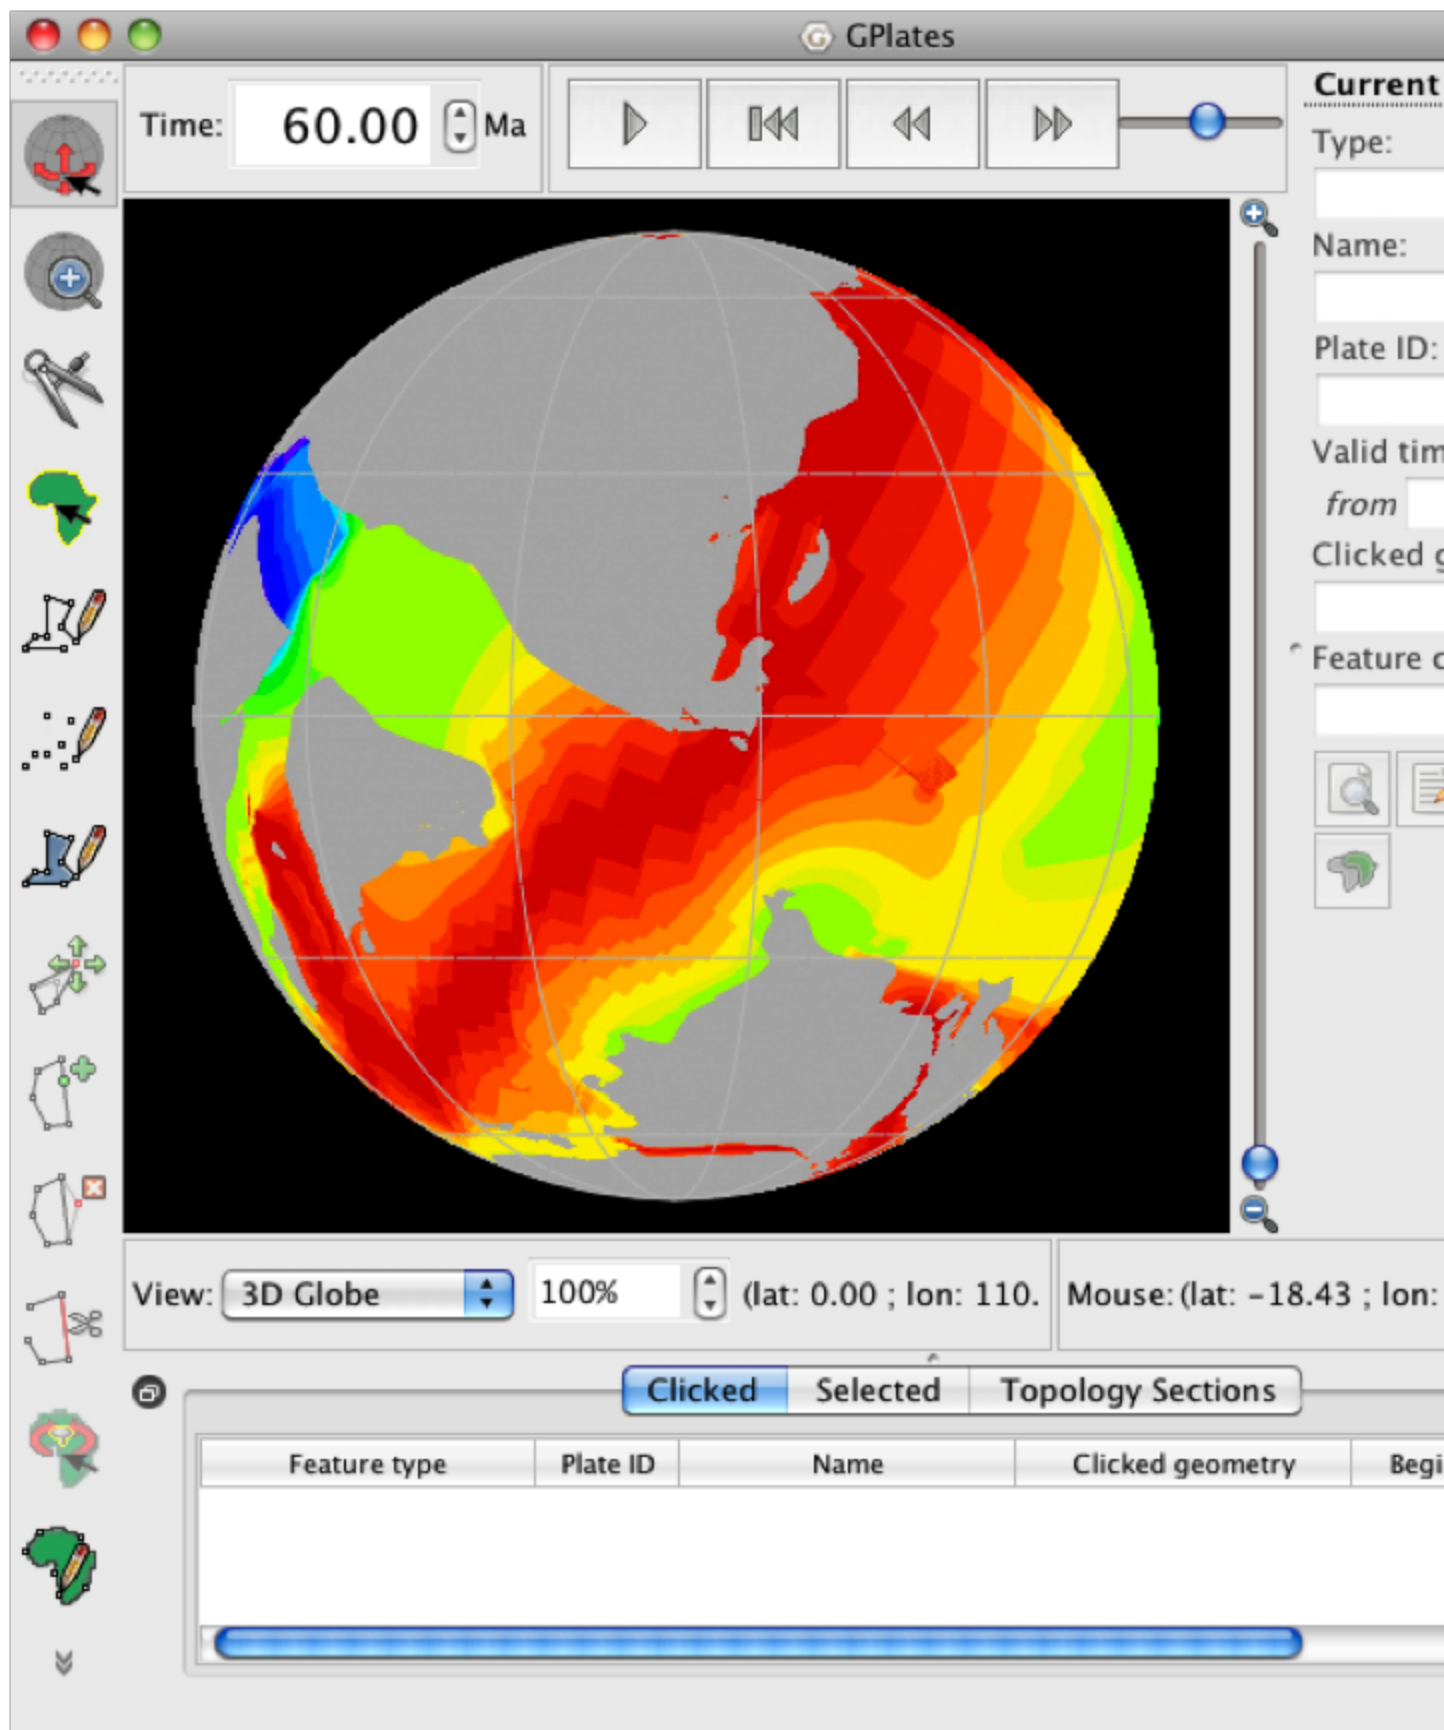 GPlates
Time: 60.00 Ma
Current
Type:
Name:
Plate ID:
Valid tim
from
Clicked g
Feature c
View: 3D Globe 100% (lat: 0.00 ; lon: 110. Mouse: (lat: -18.43 ; lon:
Clicked Selected Topology Sections
Feature type Plate ID Name Clicked geometry Begi